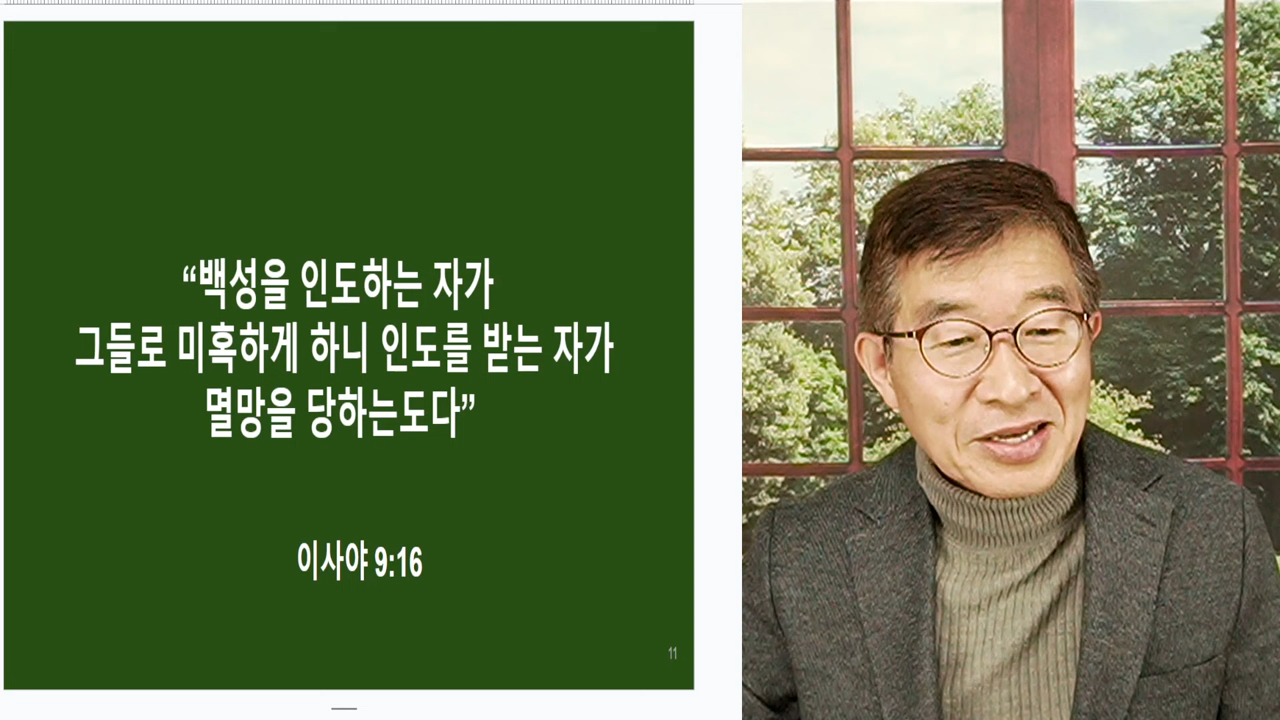 “백성을 인도하는 자가
그들로 미혹하게 하니 인도를 받는 자가
멸망을 당하는도다”
이사야 9:16
11